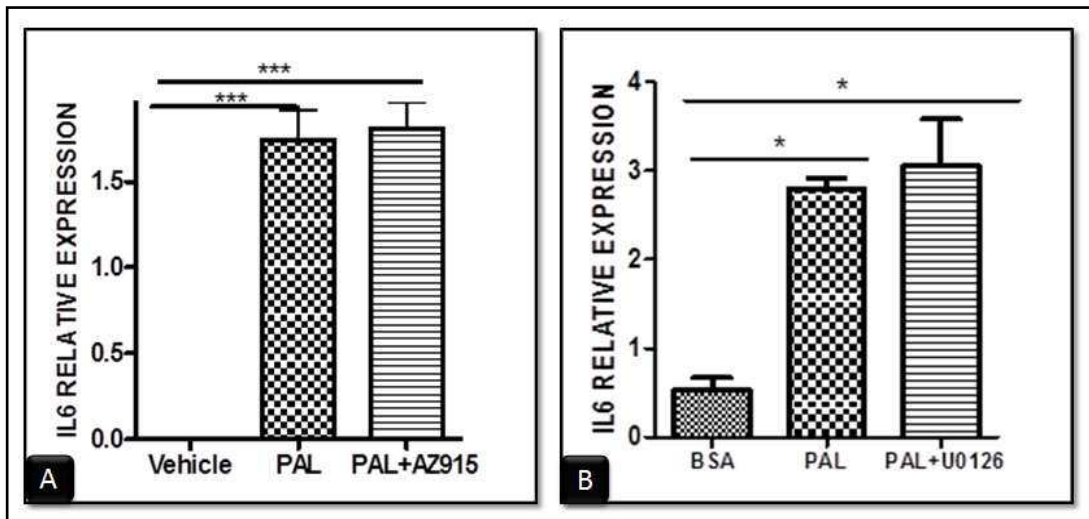 IL6 RELATIVE EXPRESSION
***
***
1.5
1.0
0.5
0.0
Vehicle PAL PAL+AZ915
A
IL6 RELATIVE EXPRESSION
*
*
4
3
2
1
0
BSA PAL PAL+U0126
B